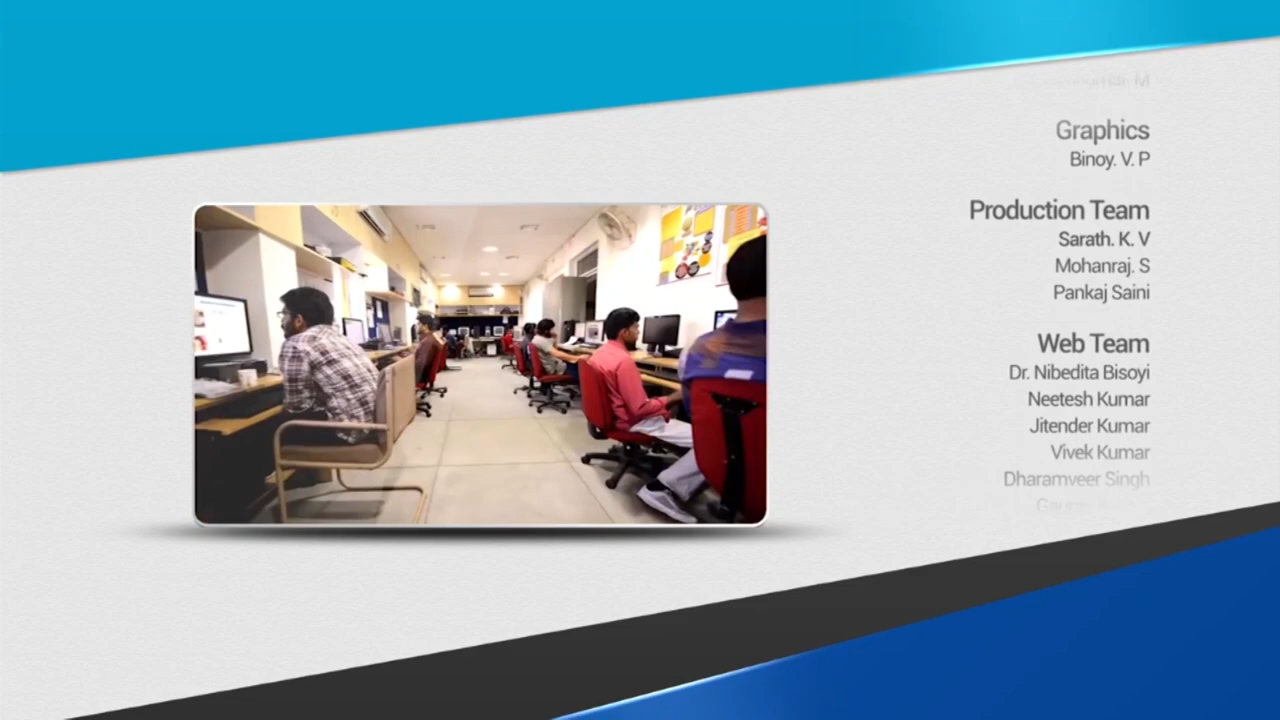 Graphics
Binoy. V. P
Production Team
Sarath. K. V
Mohanraj. S
Pankaj Saini
Web Team
Dr. Nibedita Bisoyi
Neetesh Kumar
Jitender Kumar
Vivek Kumar
Dharamveer Singh